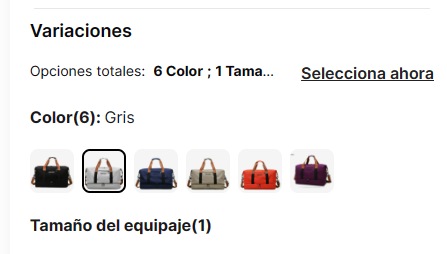 Variaciones
Opciones totales: 6 Color ; 1 Tama...
Selecciona ahora
Color(6): Gris
Tamaño del equipaje(1)